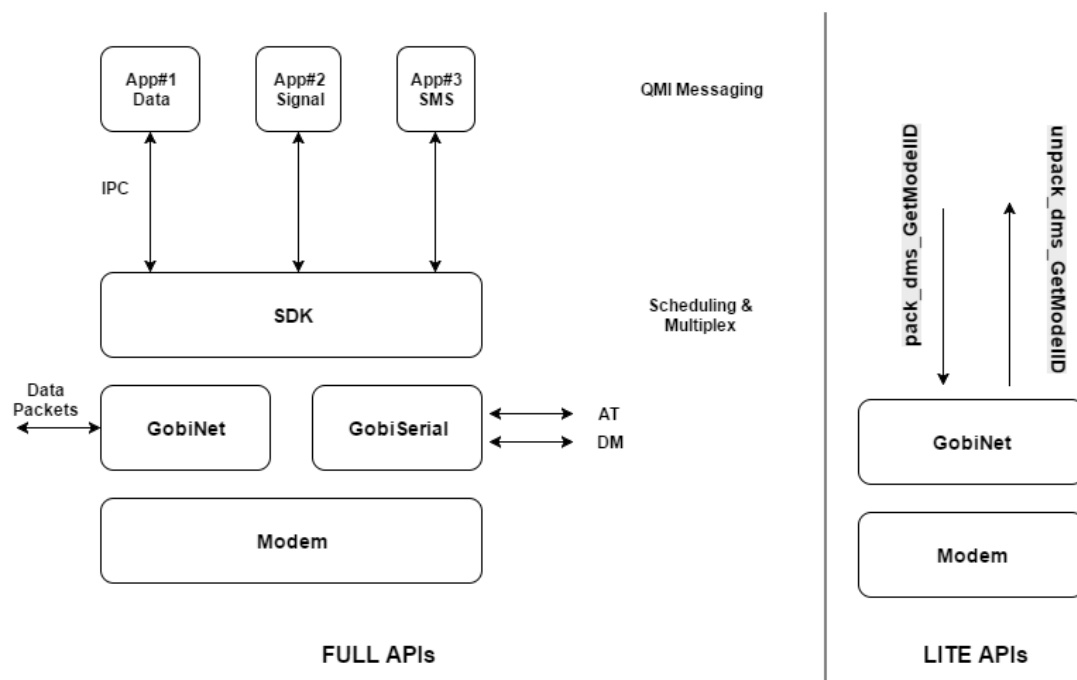 App#1
Data
App#2
Signal
App#3
SMS
QMI Messaging
IPC
SDK
Scheduling &
Multiplex
Data
Packets
GobiNet
GobiSerial
AT
DM
Modem
FULL APIs
pack_dms_GetModelID
unpack_dms_GetModelID
GobiNet
Modem
LITE APIs